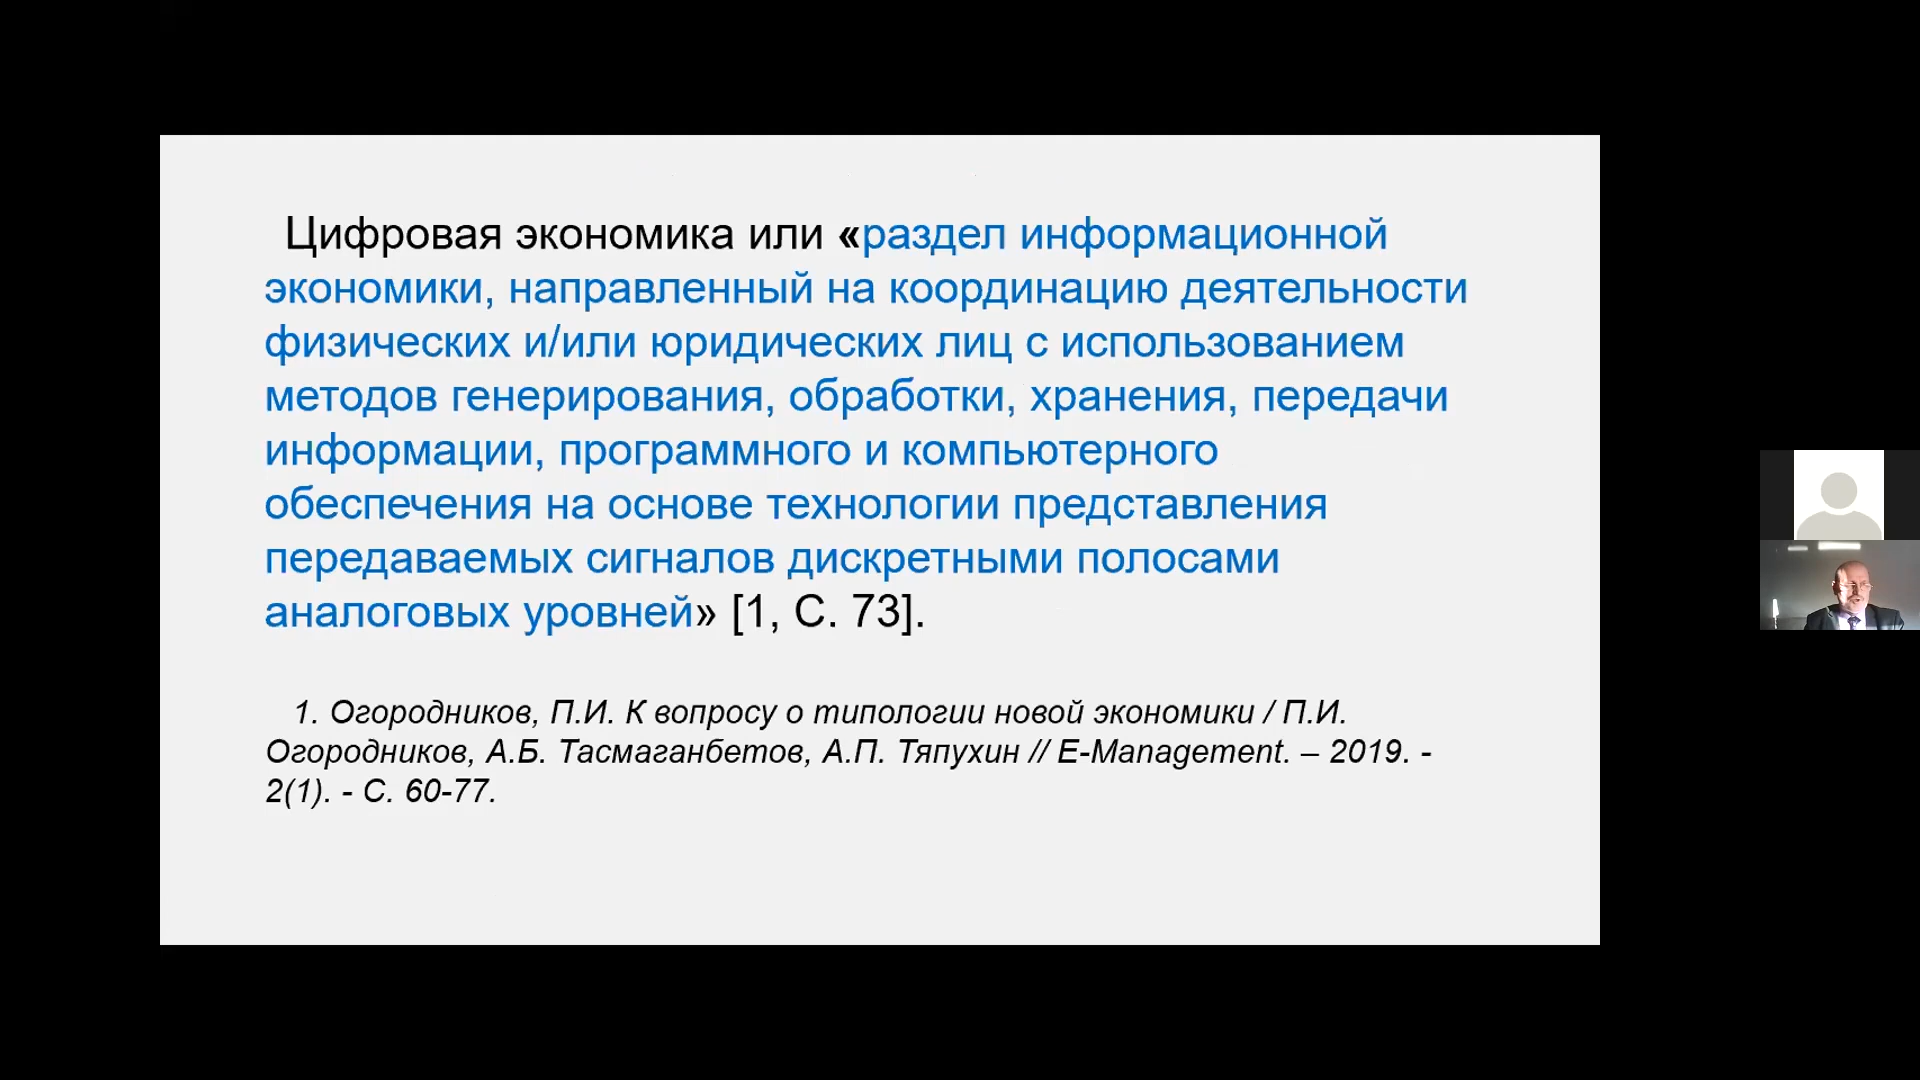 Цифровая экономика или «раздел информационной
экономики, направленный на координацию деятельности
физических и/или юридических лиц с использованием
методов генерирования, обработки, хранения, передачи
информации, программного и компьютерного
обеспечения на основе технологии представления
передаваемых сигналов дискретными полосами
аналоговых уровней» [1, С. 73].
1. Огородников, П.И. К вопросу о типологии новой экономики / П.И.
Огородников, А.Б. Тасмаганбетов, А.П. Тяпухин // E-Management. – 2019. -
2(1). - С. 60-77.